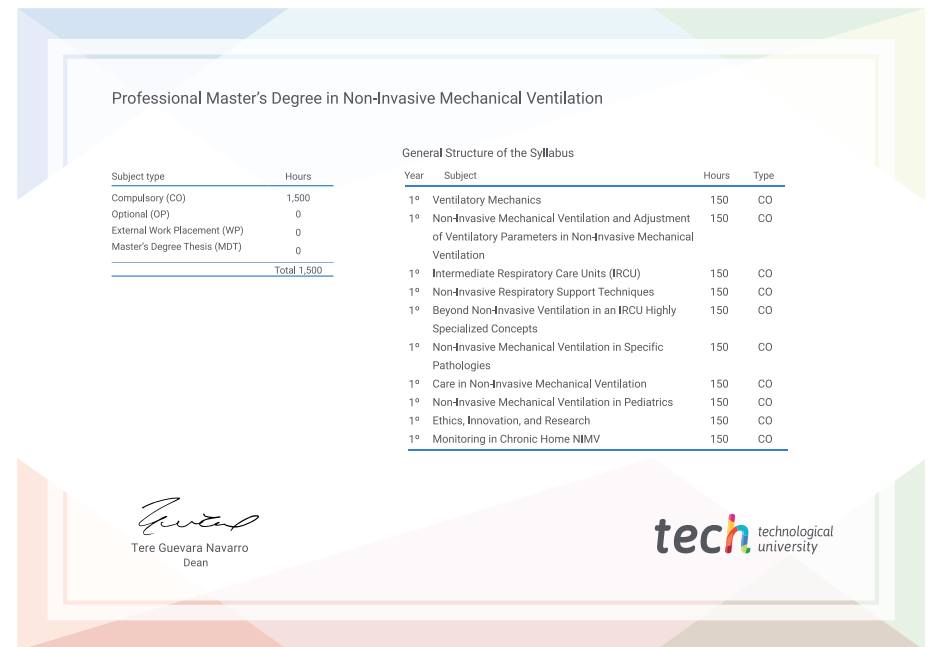 Professional Master's Degree in Non-Invasive Mechanical Ventilation
General Structure of the Syllabus
Subject type Hours
Compulsory (CO) 1,500
Optional (OP) 0
External Work Placement (WP) 0
Master's Degree Thesis (MDT) 0
Total 1,500
Year Subject Hours Type
1º Ventilatory Mechanics 150 CO
1º Non-Invasive Mechanical Ventilation and Adjustment 150 CO
of Ventilatory Parameters in Non-Invasive Mechanical
Ventilation
1º Intermediate Respiratory Care Units (IRCU) 150 CO
1º Non-Invasive Respiratory Support Techniques 150 CO
1º Beyond Non-Invasive Ventilation in an IRCU Highly 150 CO
Specialized Concepts
1º Non-Invasive Mechanical Ventilation in Specific 150 CO
Pathologies
1º Care in Non-Invasive Mechanical Ventilation 150 CO
1º Non-Invasive Mechanical Ventilation in Pediatrics 150 CO
1º Ethics, Innovation, and Research 150 CO
1º Monitoring in Chronic Home NIMV 150 CO
Tere Guevara Navarro
Dean
tech technological
university